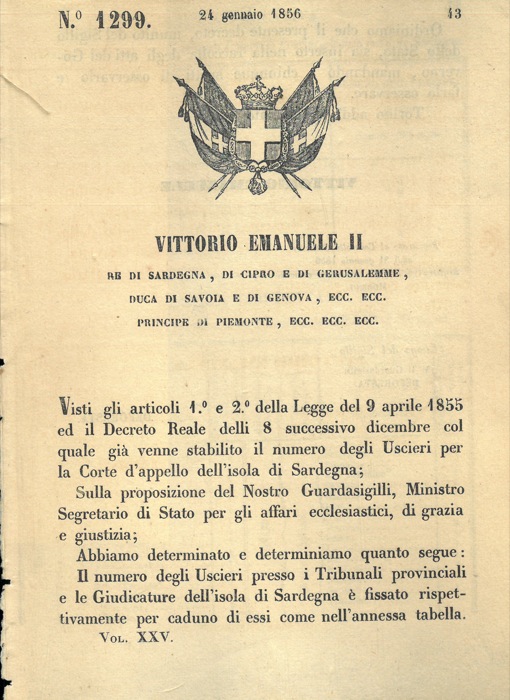 N.º 1299.
24 gennaio 1856
43
VITTORIO EMANUELE II
RE DI SARDEGNA, DI CIPRO E DI GERUSALEMME,
DUCA DI SAVOIA E DI GENOVA, ECC. ECC.
PRINCIPE DI PIEMONTE, ECC. ECC. ECC.
Visti gli articoli 1.º e 2.º della Legge del 9 aprile 1855
ed il Decreto Reale delli 8 successivo dicembre col
quale già venne stabilito il numero degli Uscieri per
la Corte d'appello dell'isola di Sardegna;
Sulla proposizione del Nostro Guardasigilli, Ministro
Segretario di Stato per gli affari ecclesiastici, di grazia
e giustizia;
Abbiamo determinato e determiniamo quanto segue:
Il numero degli Uscieri presso i Tribunali provinciali
e le Giudicature dell'isola di Sardegna è fissato rispet-
tivamente per caduno di essi come nell'annessa tabella.
VOL. XXV.